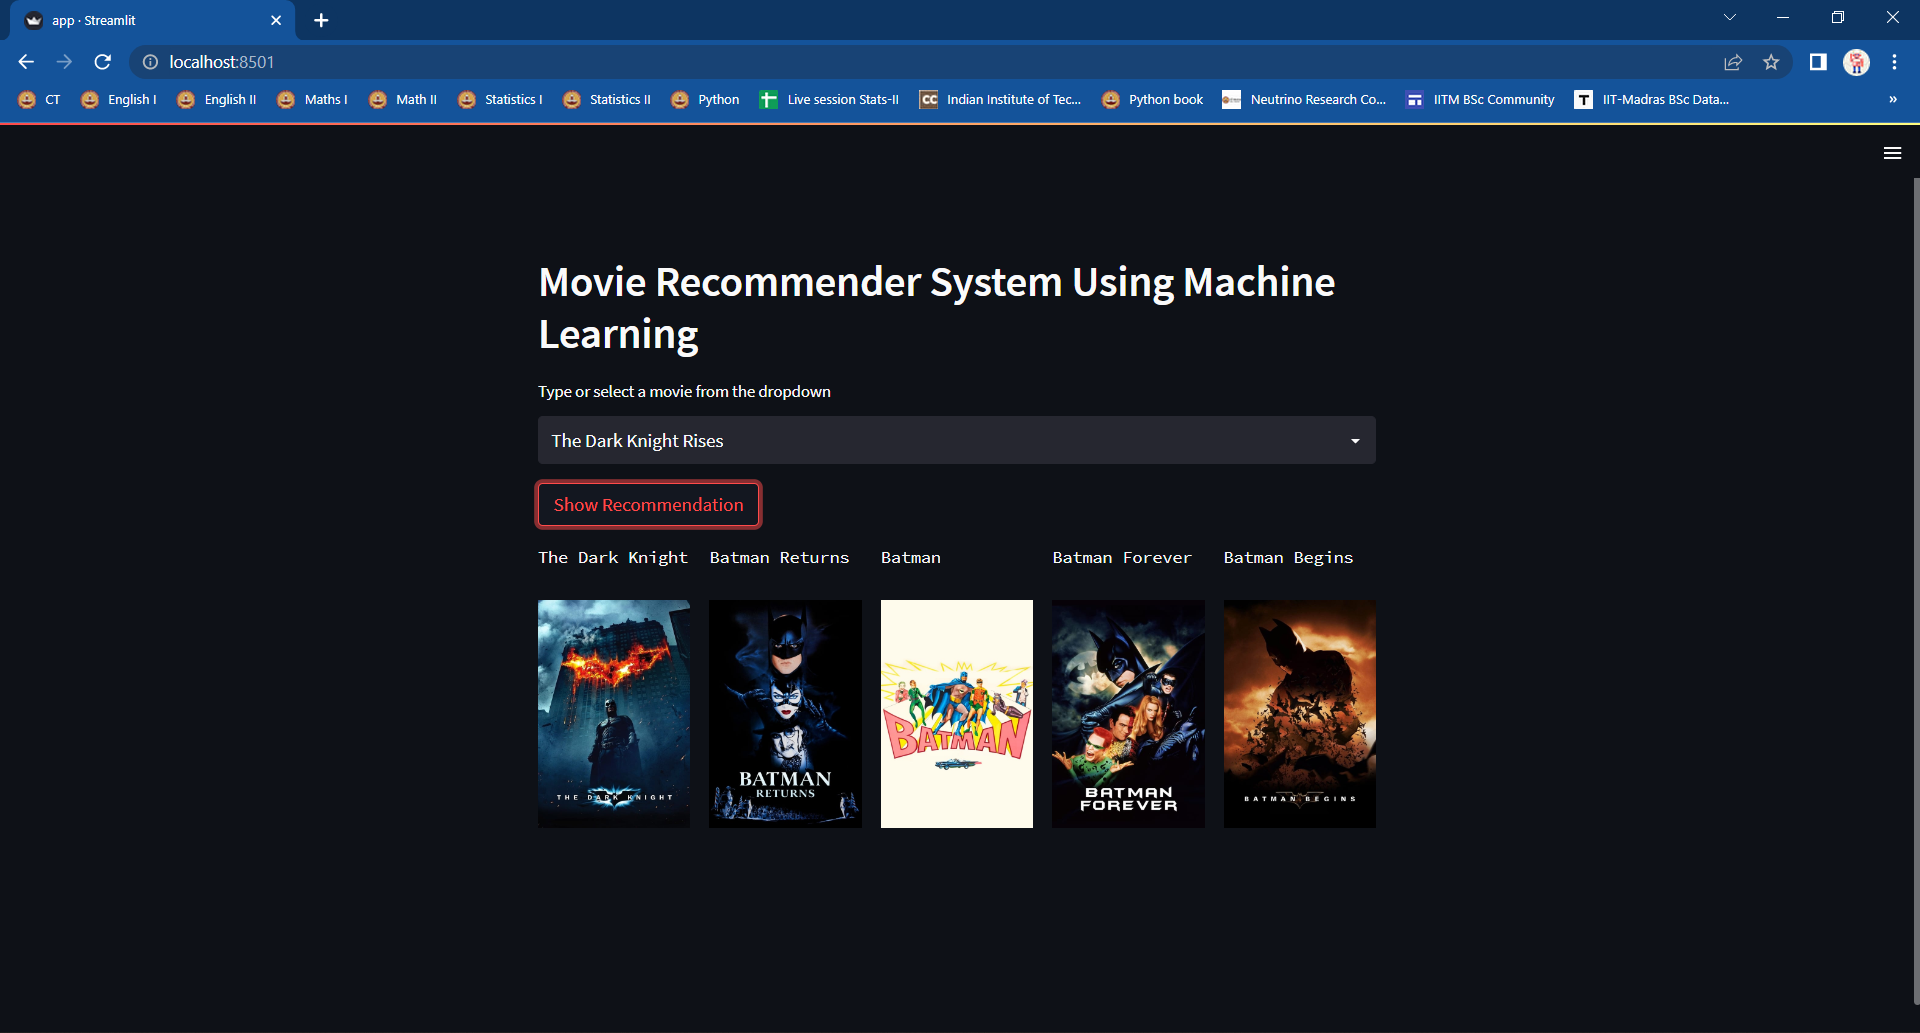 app · Streamlit
localhost:8501
CT English I English II Maths I Math II Statistics I Statistics II Python Live session Stats-II CC Indian Institute of Tec... Python book Neutrino Research Co... IITM BSc Community T IIT-Madras BSc Data... »
Movie Recommender System Using Machine
Learning
Type or select a movie from the dropdown
The Dark Knight Rises
Show Recommendation
The Dark Knight Batman Returns Batman Batman Forever Batman Begins
THE DARK KNIGHT
BATMAN
RETURNS
BATMAN
BATMAN
FOREVER
BATMAN BEGINS